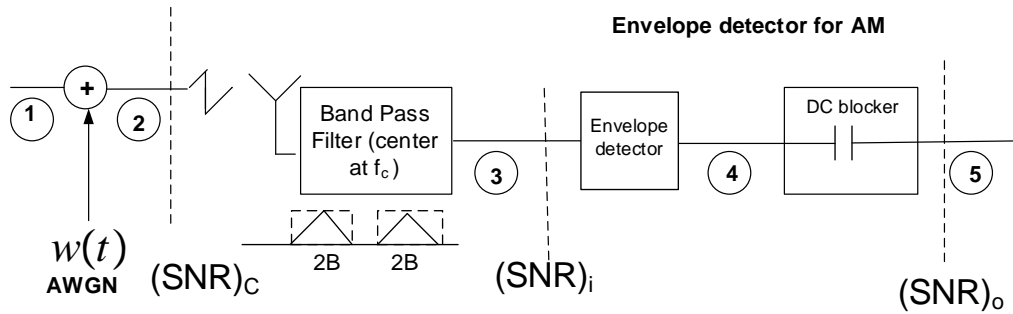 Envelope detector for AM
1
+
2
Band Pass
Filter (center
at fc)
3
Envelope
detector
4
DC blocker
5
w(t)
AWGN
(SNR)C
2B
2B
(SNR)i
(SNR)o